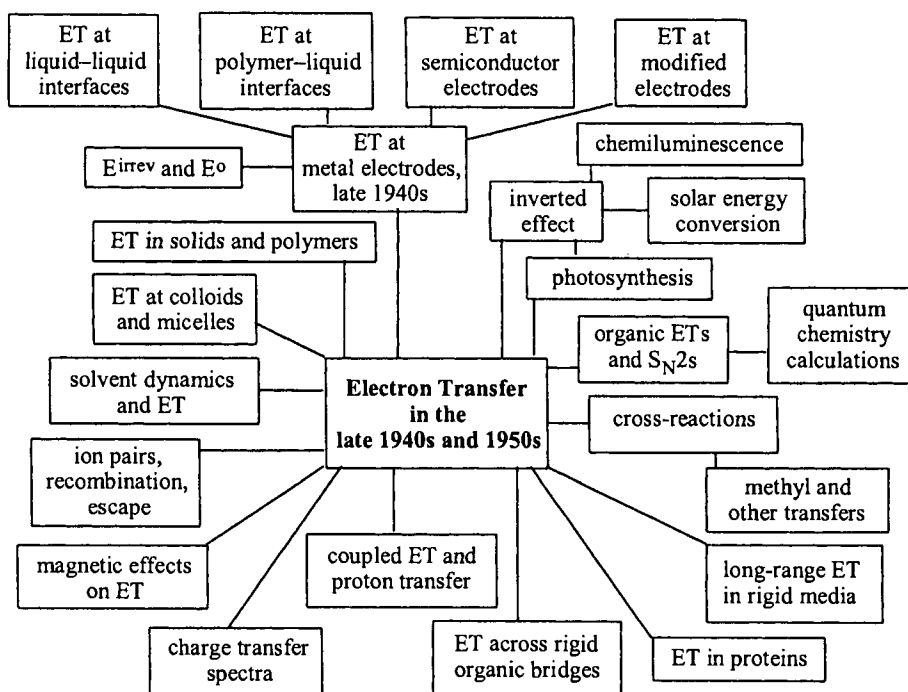 ET at
liquid–liquid
interfaces
ET at
polymer–liquid
interfaces
ET at
semiconductor
electrodes
ET at
modified
electrodes
Eirrev and Eo
ET at
metal electrodes,
late 1940s
chemiluminescence
inverted
effect
solar energy
conversion
ET in solids and polymers
photosynthesis
ET at colloids
and micelles
organic ETs
and SN2s
quantum
chemistry
calculations
solvent dynamics
and ET
Electron Transfer
in the
late 1940s and 1950s
cross-reactions
ion pairs,
recombination,
escape
methyl and
other transfers
magnetic effects
on ET
coupled ET and
proton transfer
long-range ET
in rigid media
charge transfer
spectra
ET across rigid
organic bridges
ET in proteins